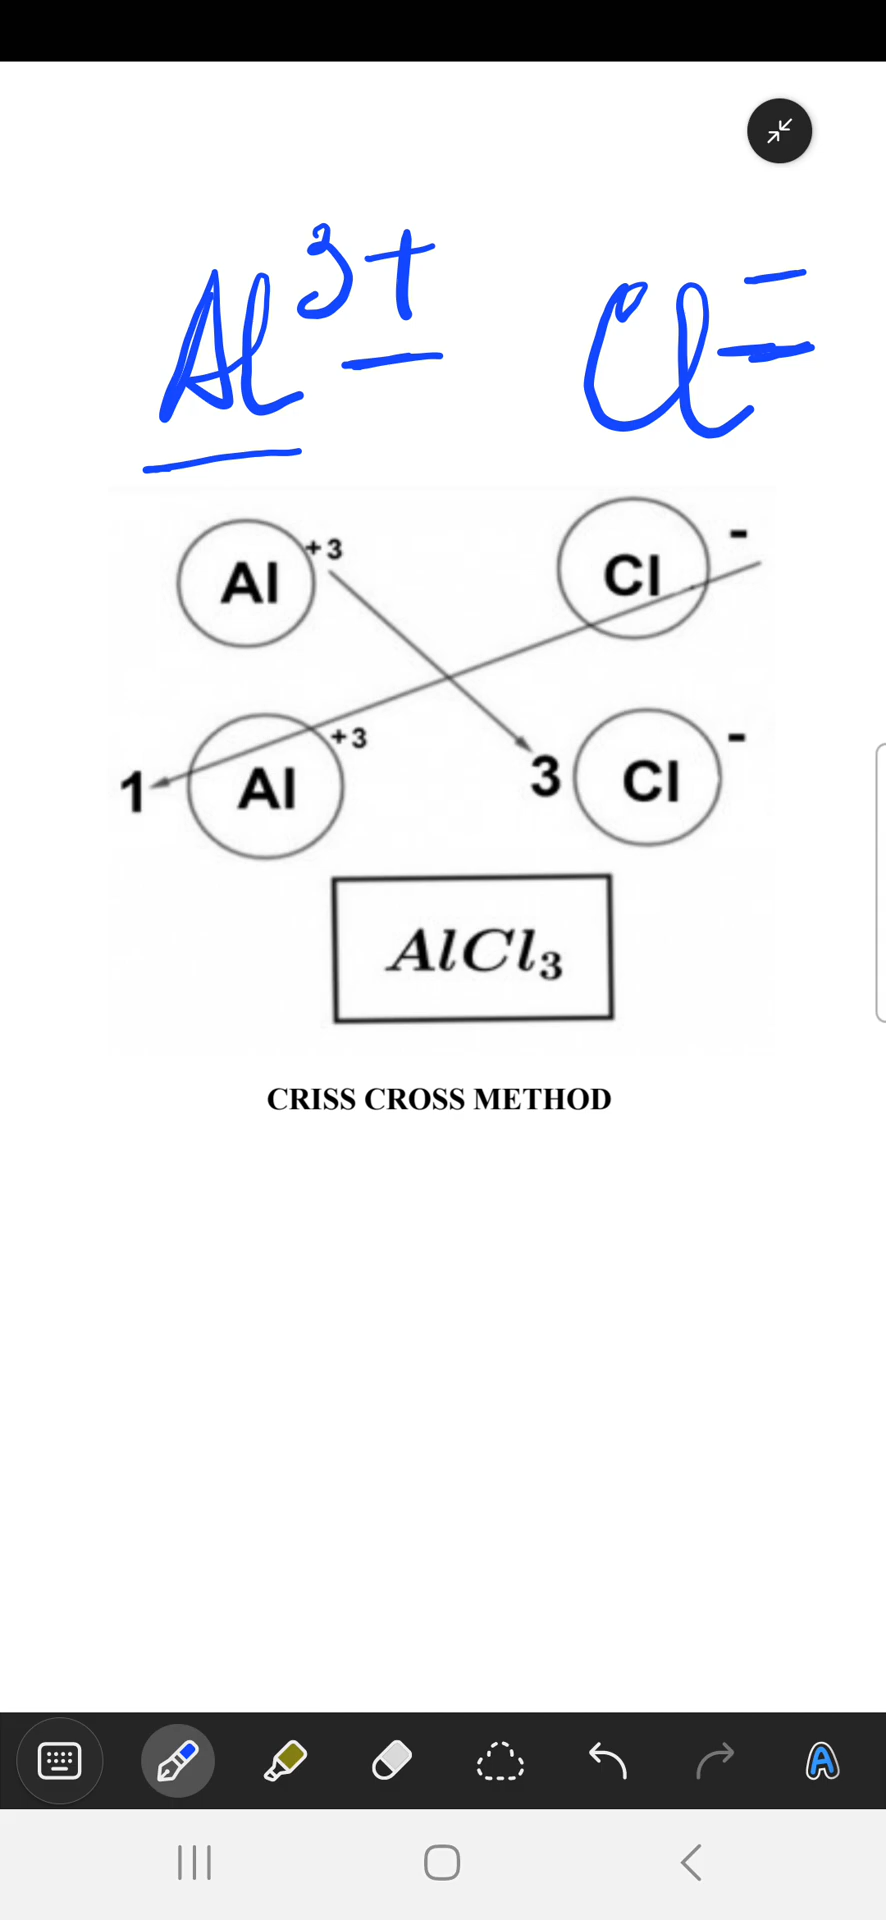 Al³⁺ Cl⁻
Al +3 Cl -
1 Al +3 3 Cl -
AlCl₃
CRISS CROSS METHOD
A